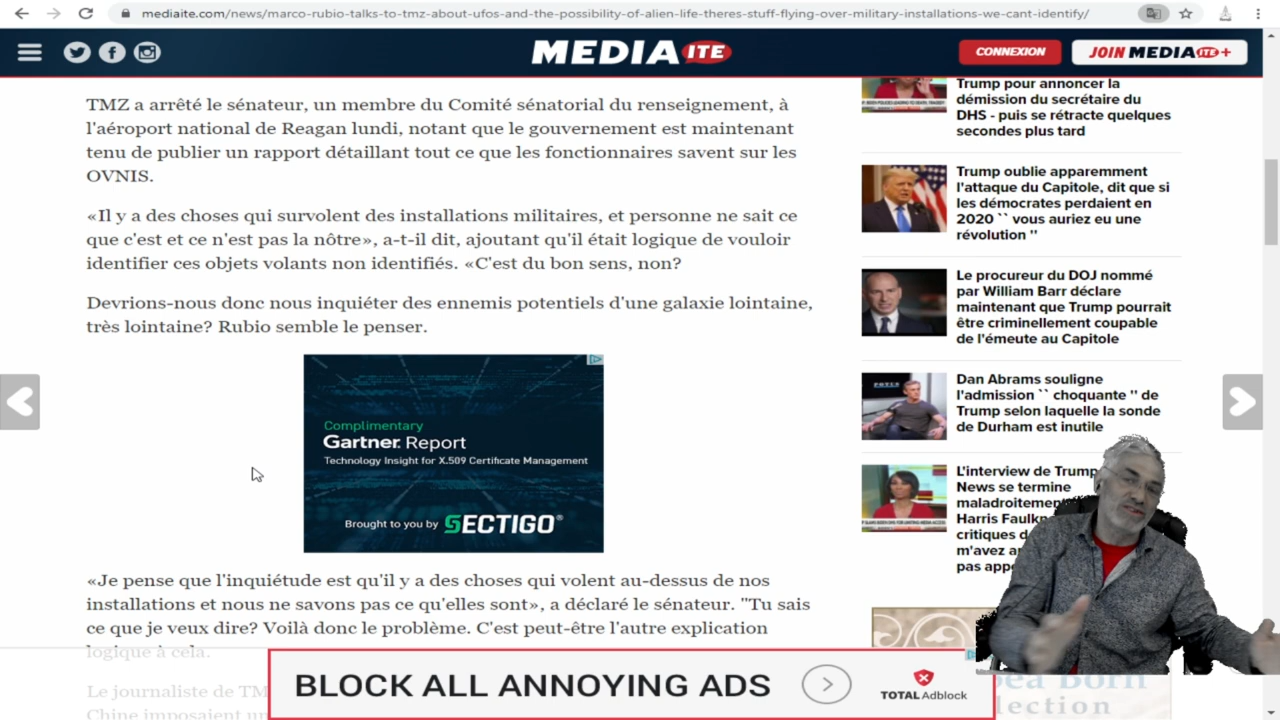 mediaite.com/news/marco-rubio-talks-to-tmz-about-ufos-and-the-possibility-of-alien-life-theres-stuff-flying-over-military-installations-we-cant-identify/
MEDIAITE
CONNEXION
JOIN MEDIAITE+
TMZ a arrêté le sénateur, un membre du Comité sénatorial du renseignement, à
l'aéroport national de Reagan lundi, notant que le gouvernement est maintenant
tenu de publier un rapport détaillant tout ce que les fonctionnaires savent sur les
OVNIS.
«Il y a des choses qui survolent des installations militaires, et personne ne sait ce
que c'est et ce n'est pas la nôtre», a-t-il dit, ajoutant qu'il était logique de vouloir
identifier ces objets volants non identifiés. «C'est du bon sens, non?
Devrions-nous donc nous inquiéter des ennemis potentiels d'une galaxie lointaine,
très lointaine? Rubio semble le penser.
Complimentary
Gartner Report
Technology Insight for X.509 Certificate Management
Brought to you by SECTIGO®
«Je pense que l'inquiétude est qu'il y a des choses qui volent au-dessus de nos
installations et nous ne savons pas ce qu'elles sont», a déclaré le sénateur. "Tu sais
ce que je veux dire? Voilà donc le problème. C'est peut-être l'autre explication
logique à cela.
Le journaliste de TM
Chine imposaient un
Trump pour annoncer la
démission du secrétaire du
DHS - puis se rétracte quelques
secondes plus tard
Trump oublie apparemment
l'attaque du Capitole, dit que si
les démocrates perdaient en
2020 `` vous auriez eu une
révolution ''
Le procureur du DOJ nommé
par William Barr déclare
maintenant que Trump pourrait
être criminellement coupable
de l'émeute au Capitole
Dan Abrams souligne
l'admission `` choquante '' de
Trump selon laquelle la sonde
de Durham est inutile
L'interview de Trump
News se termine
maladroitement
Harris Faulkn
critiques d
m'avez a
pas app
BLOCK ALL ANNOYING ADS
TOTAL Adblock
Born
lection